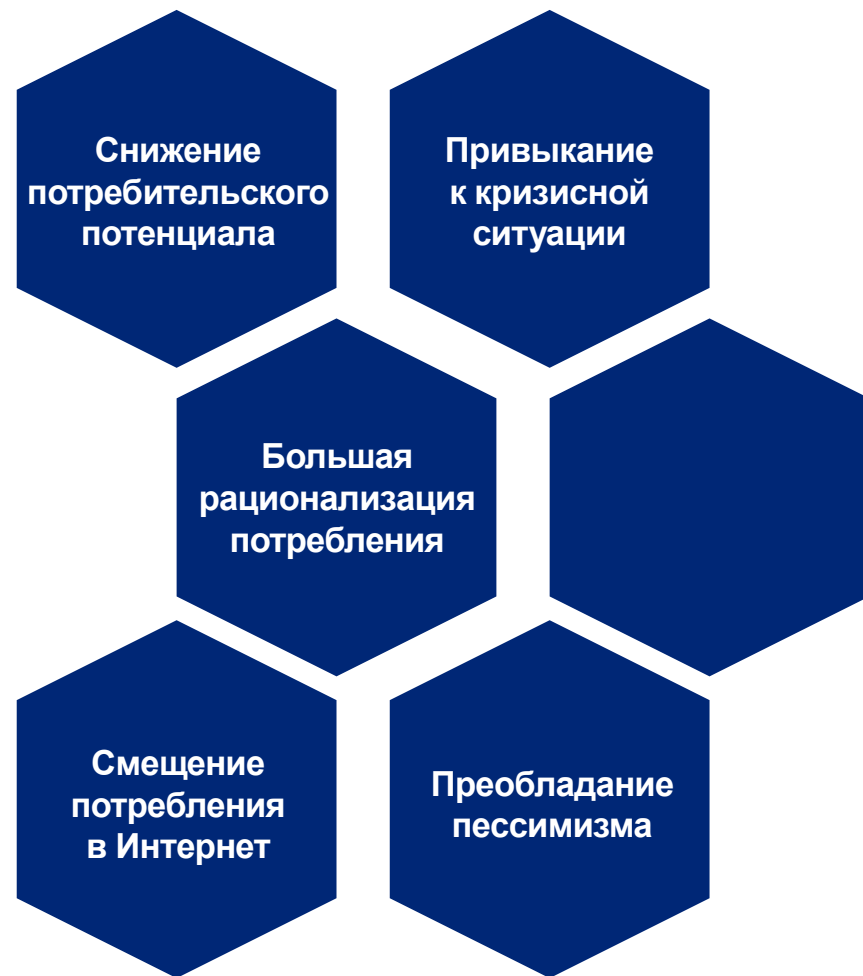 Снижение
потребительского
потенциала
Привыкание
к кризисной
ситуации
Большая
рационализация
потребления
Смещение
потребления
в Интернет
Преобладание
пессимизма